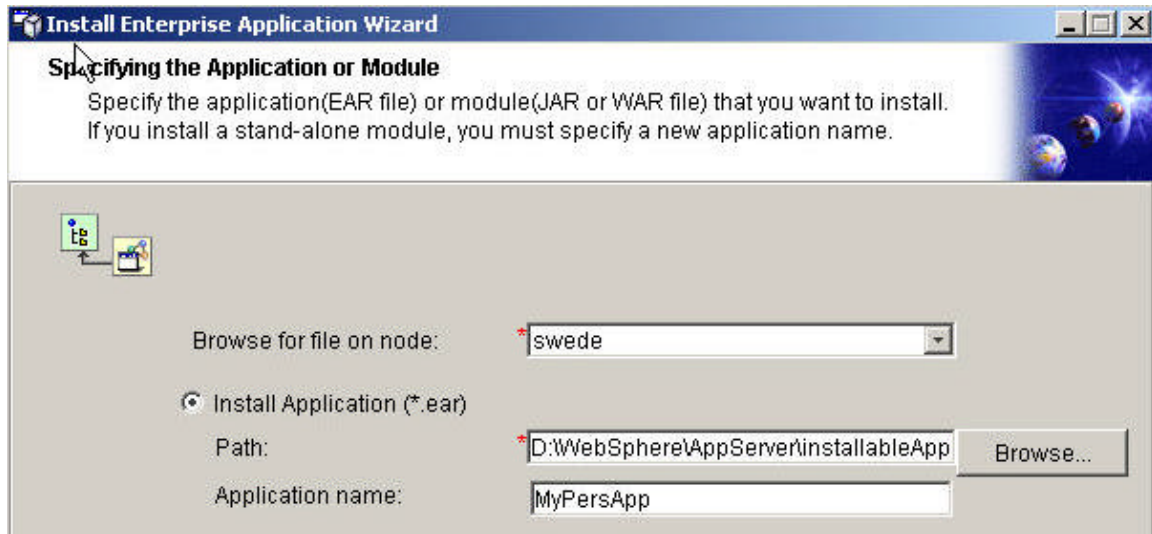 Install Enterprise Application Wizard
Specifying the Application or Module
Specify the application(EAR file) or module(JAR or WAR file) that you want to install.
If you install a stand-alone module, you must specify a new application name.
Browse for file on node: *swede
Install Application (*.ear)
Path: *D:\WebSphere\AppServer\installableApp Browse...
Application name: MyPersApp